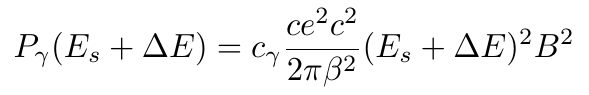 $P_\gamma(E_s + \Delta E) = c_\gamma \frac{ce^2c^2}{2\pi\beta^2}(E_s + \Delta E)^2 B^2$